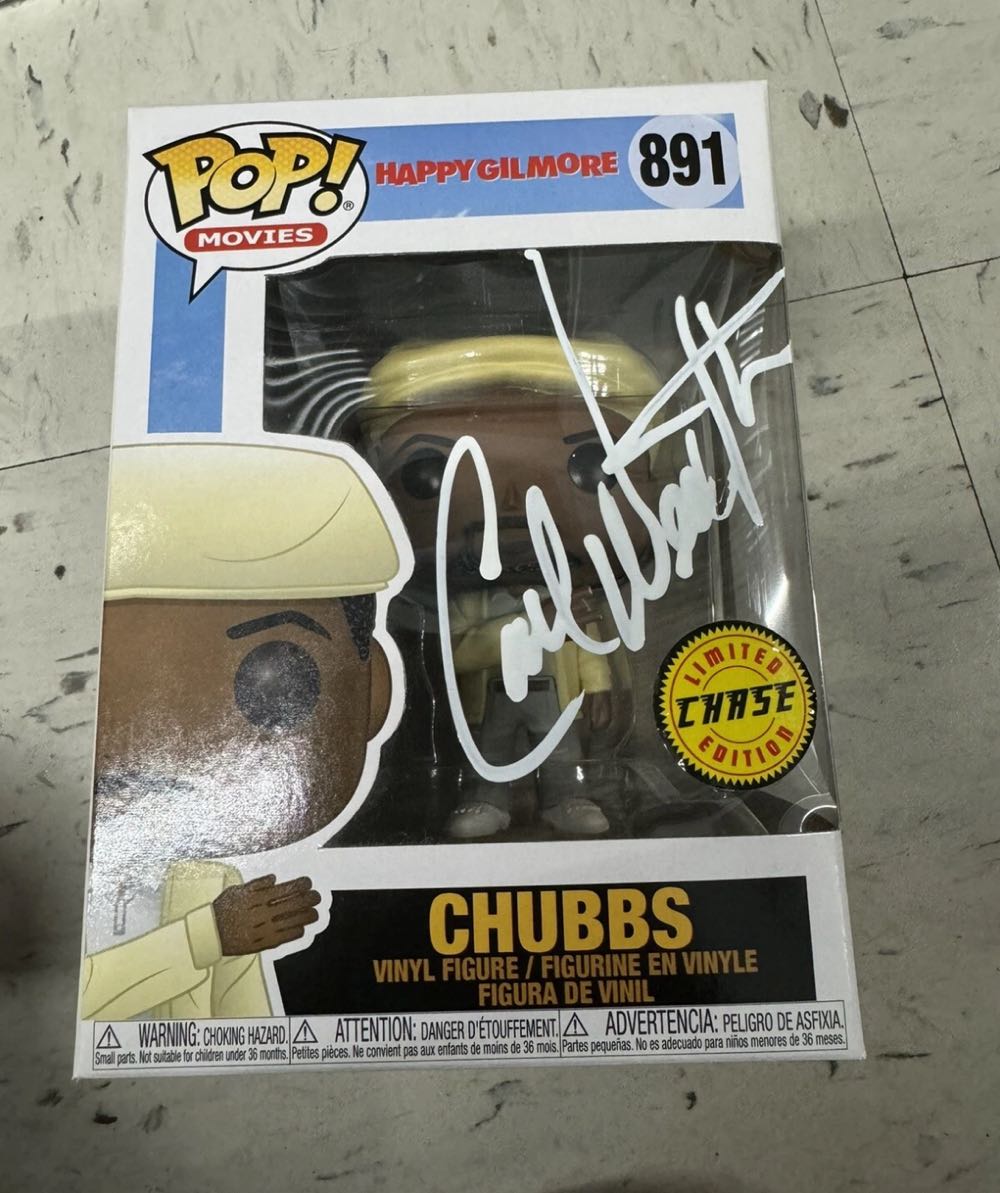 POP!®
MOVIES
HAPPY GILMORE
891
Carl Weathers
LIMITED
CHASE
EDITION
CHUBBS
VINYL FIGURE / FIGURINE EN VINYLE
FIGURA DE VINIL
⚠ WARNING: CHOKING HAZARD.
Small parts. Not suitable for children under 36 months.
⚠ ATTENTION: DANGER D'ÉTOUFFEMENT.
Petites pièces. Ne convient pas aux enfants de moins de 36 mois.
⚠ ADVERTENCIA: PELIGRO DE ASFIXIA.
Partes pequeñas. No es adecuado para niños menores de 36 meses.